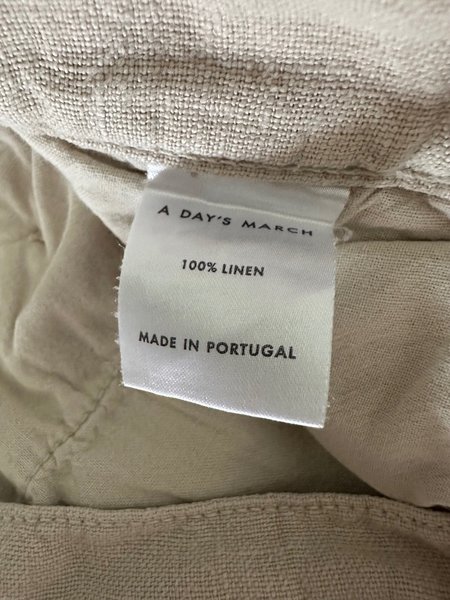 A DAY'S MARCH
100% LINEN
MADE IN PORTUGAL